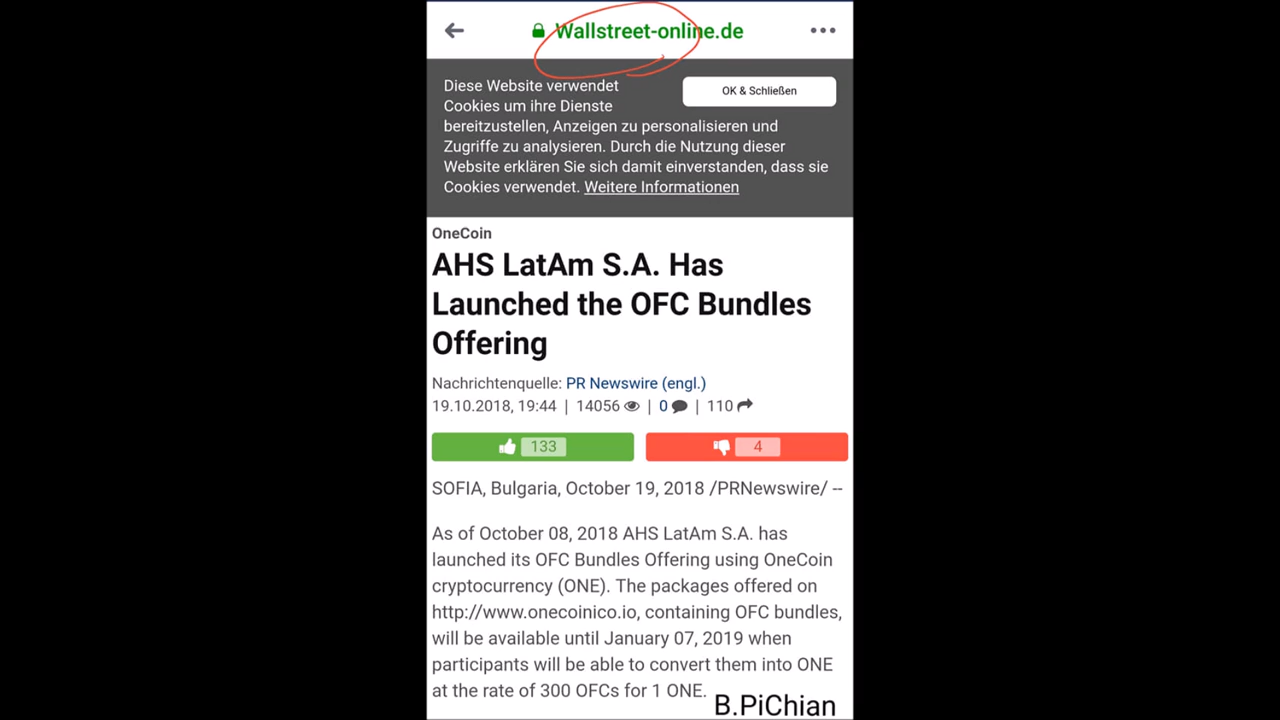 Wallstreet-online.de
Diese Website verwendet
Cookies um ihre Dienste
bereitzustellen, Anzeigen zu personalisieren und
Zugriffe zu analysieren. Durch die Nutzung dieser
Website erklären Sie sich damit einverstanden, dass sie
Cookies verwendet. Weitere Informationen
OK & Schließen
OneCoin
AHS LatAm S.A. Has
Launched the OFC Bundles
Offering
Nachrichtenquelle: PR Newswire (engl.)
19.10.2018, 19:44 | 14056 | 0 | 110
133
4
SOFIA, Bulgaria, October 19, 2018 /PRNewswire/ --
As of October 08, 2018 AHS LatAm S.A. has
launched its OFC Bundles Offering using OneCoin
cryptocurrency (ONE). The packages offered on
http://www.onecoinico.io, containing OFC bundles,
will be available until January 07, 2019 when
participants will be able to convert them into ONE
at the rate of 300 OFCs for 1 ONE.
B.PiChian